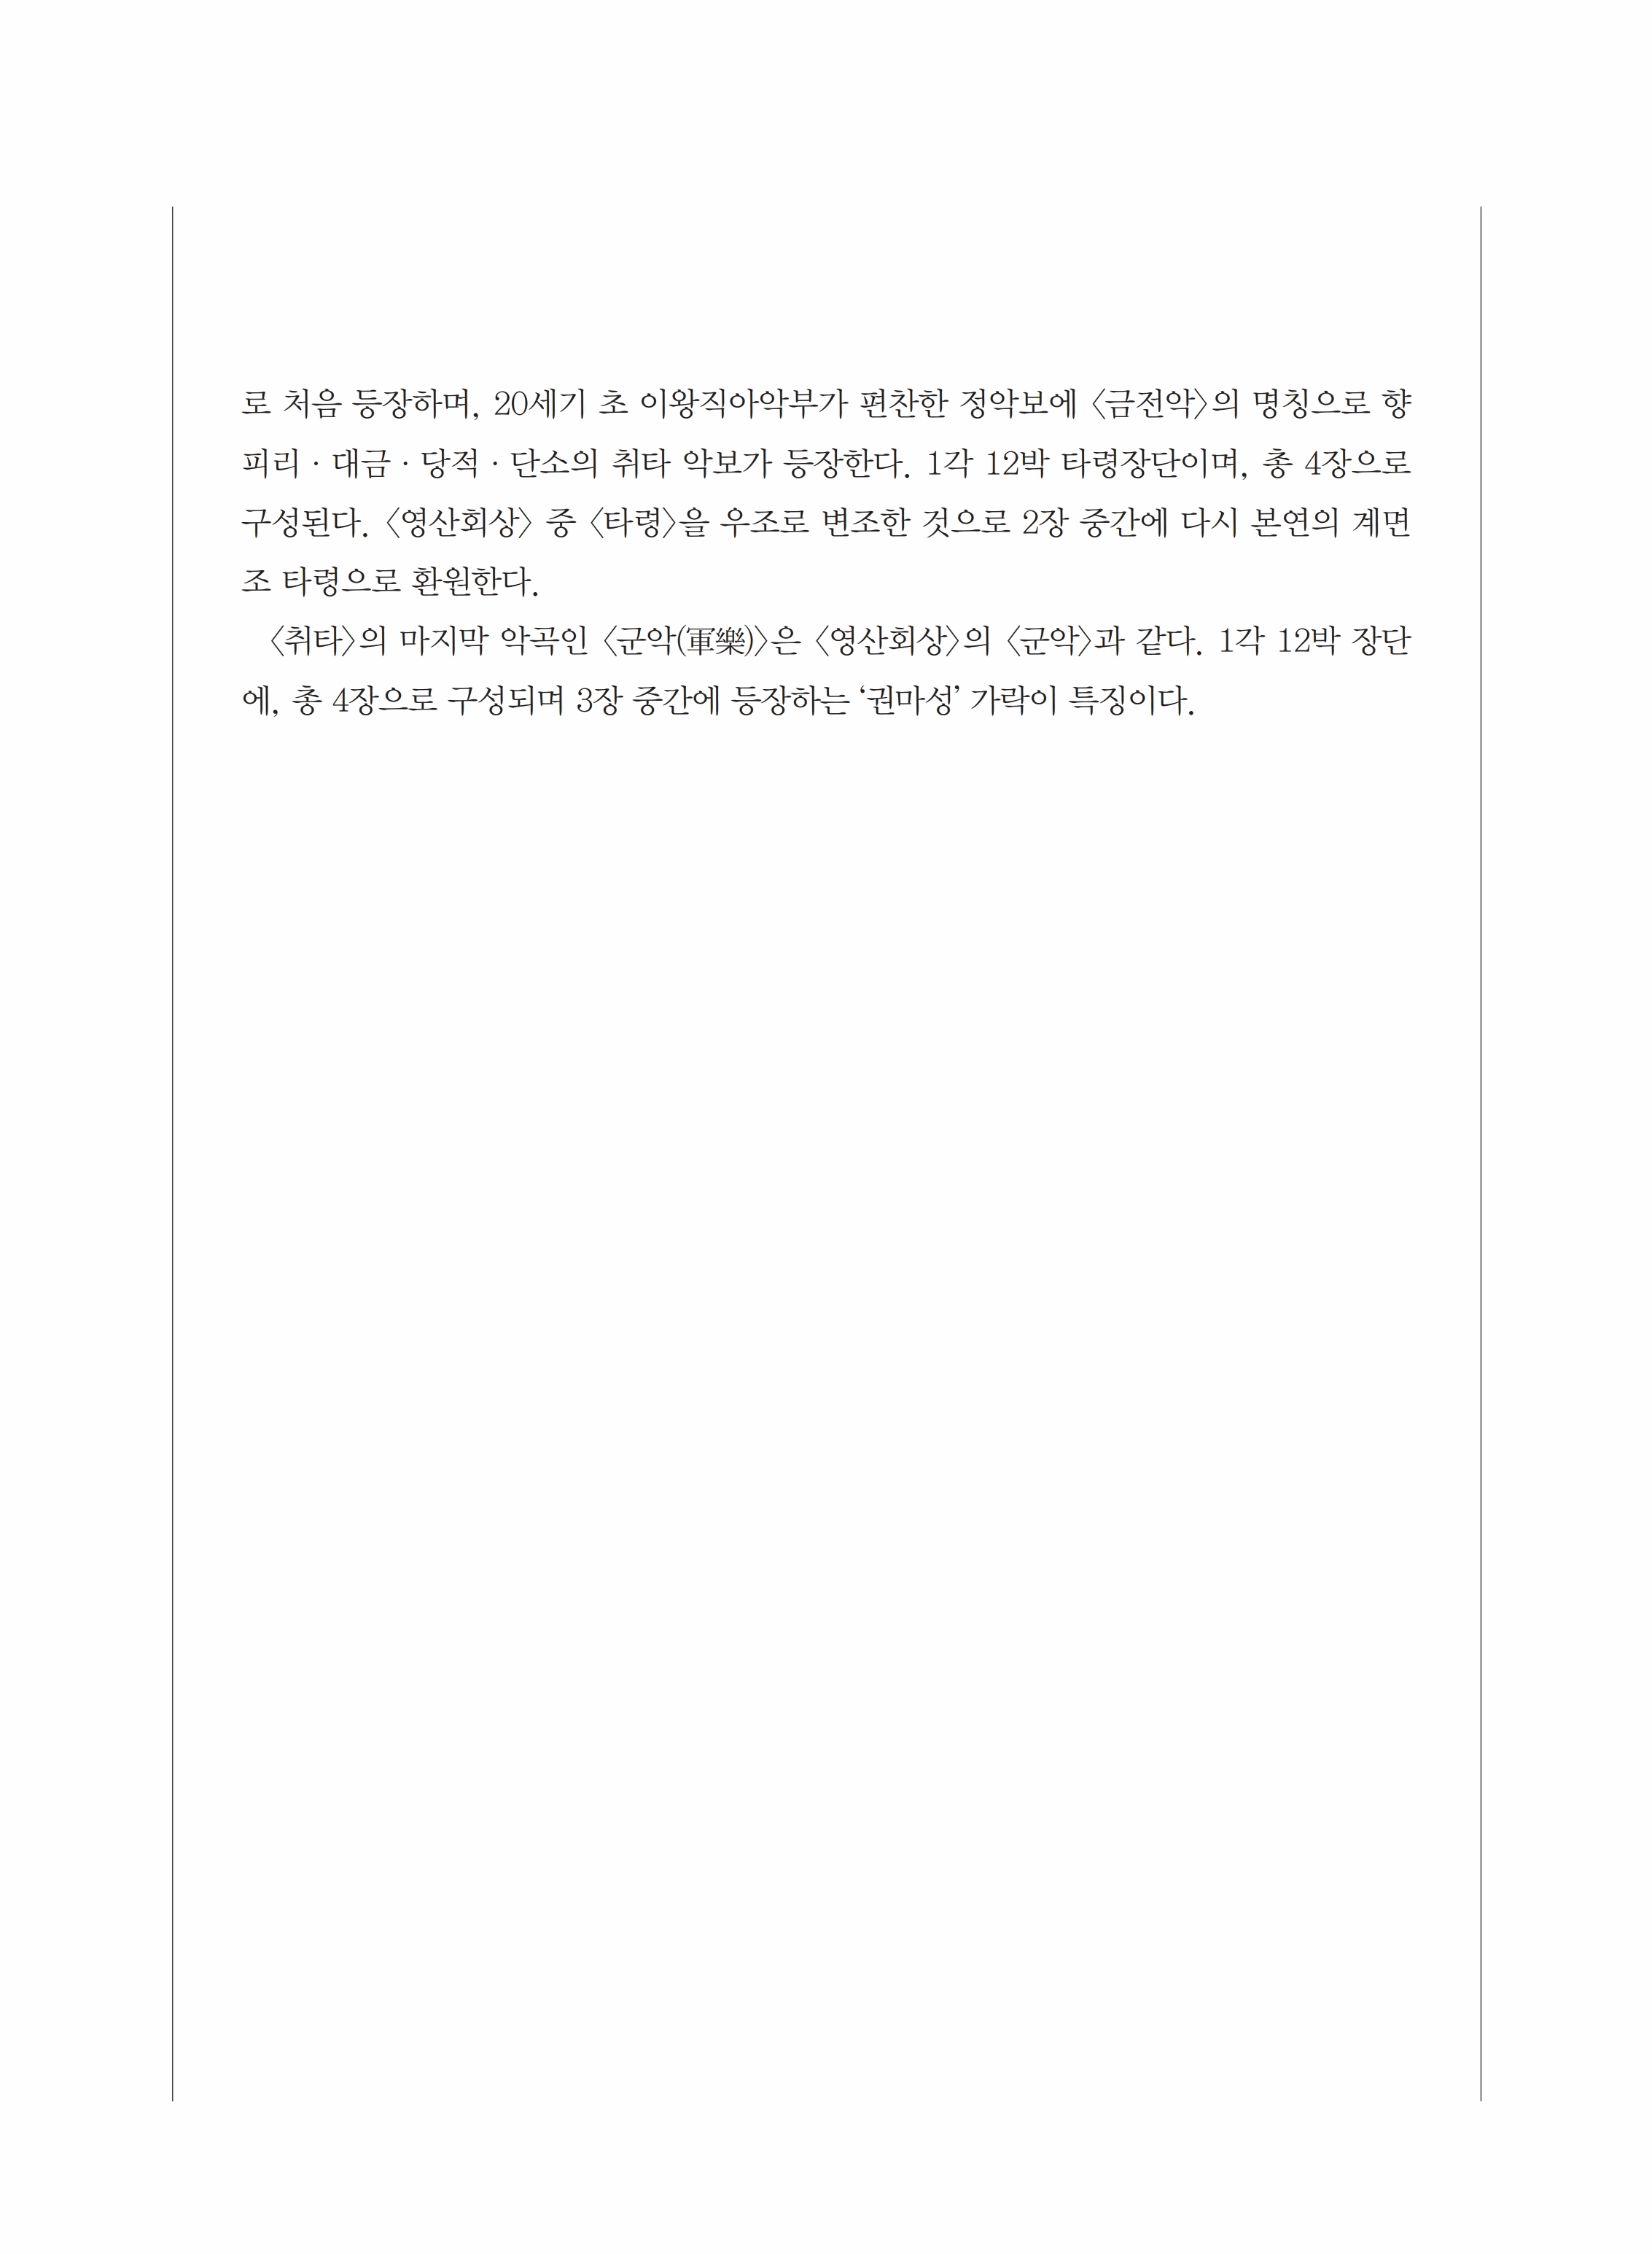 로 처음 등장하며, 20세기 초 이왕직아악부가 편찬한 정악보에 〈금전악〉의 명칭으로 향
피리 · 대금 · 당적 · 단소의 취타 악보가 등장한다. 1각 12박 타령장단이며, 총 4장으로
구성된다. 〈영산회상〉 중 〈타령〉을 우조로 변조한 것으로 2장 중간에 다시 본연의 계면
조 타령으로 환원한다.
〈취타〉의 마지막 악곡인 〈군악(軍樂)〉은 〈영산회상〉의 〈군악〉과 같다. 1각 12박 장단
에, 총 4장으로 구성되며 3장 중간에 등장하는 ‘권마성’ 가락이 특징이다.